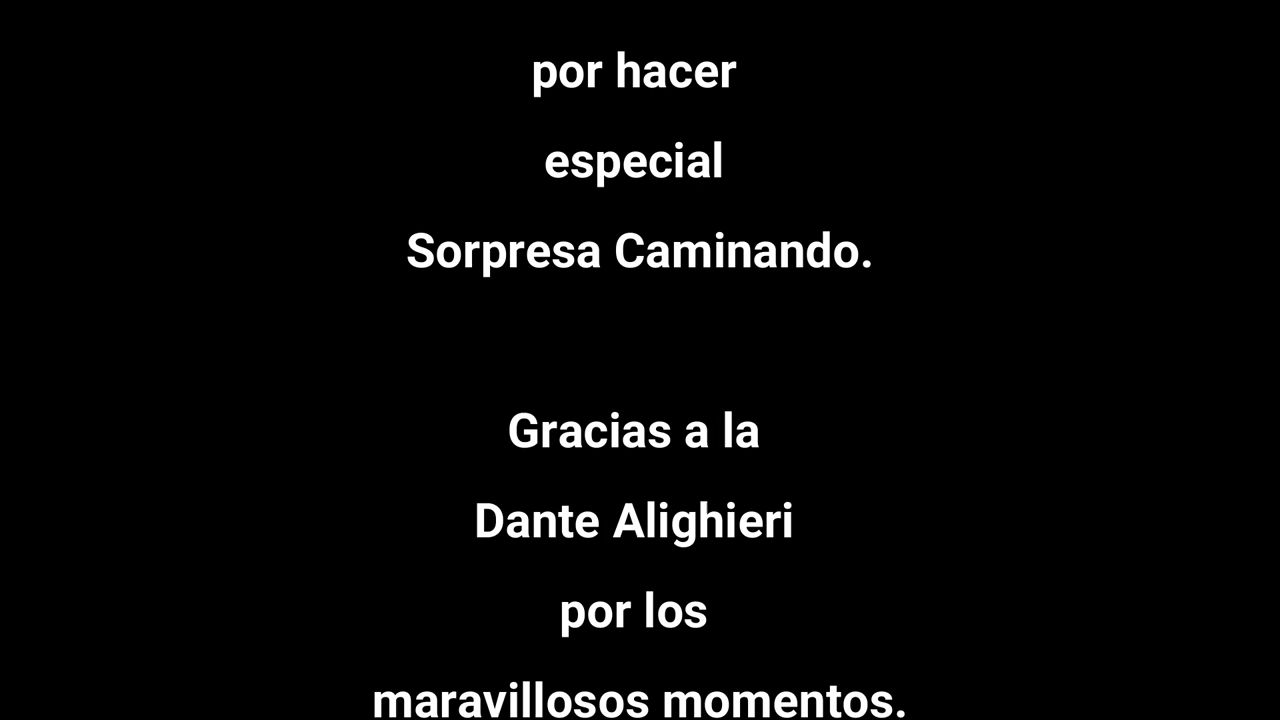 por hacer
especial
Sorpresa Caminando.
Gracias a la
Dante Alighieri
por los
maravillosos momentos.